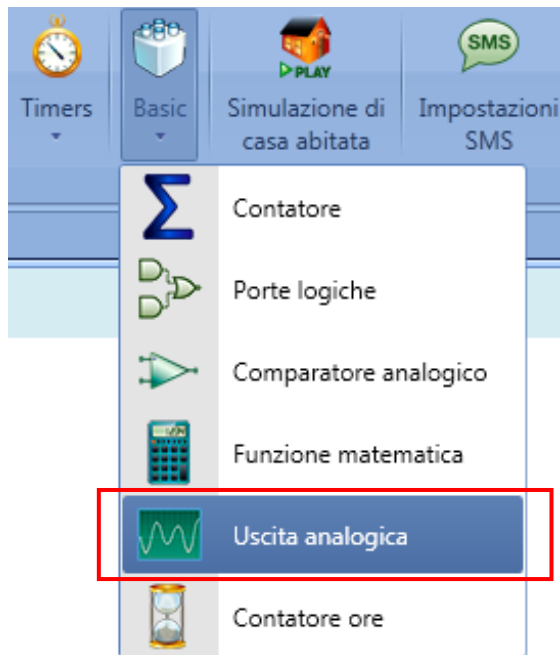 SMS
PLAY
Timers
Basic
Simulazione di
casa abitata
Impostazioni
SMS
Contatore
Porte logiche
Comparatore analogico
Funzione matematica
Uscita analogica
Contatore ore